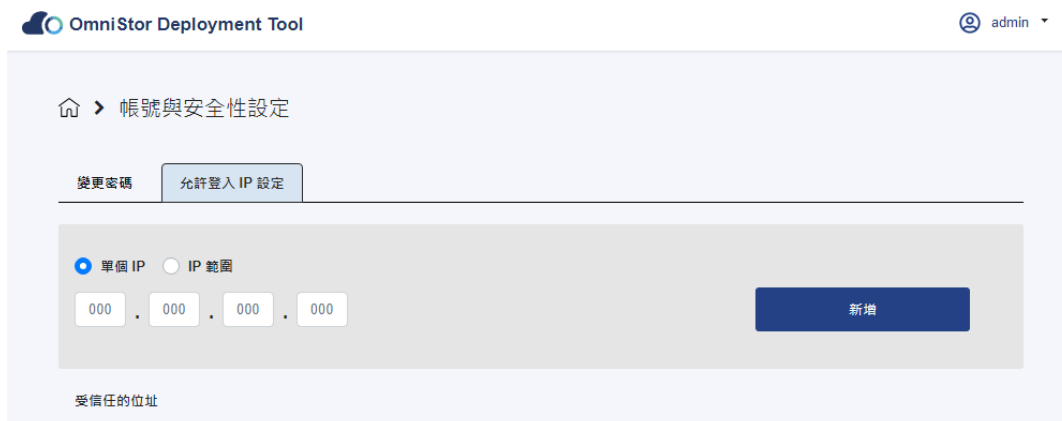 OmniStor Deployment Tool
admin
帳號與安全性設定
變更密碼 允許登入 IP 設定
單個 IP IP 範圍
000 . 000 . 000 . 000 新增
受信任的位址